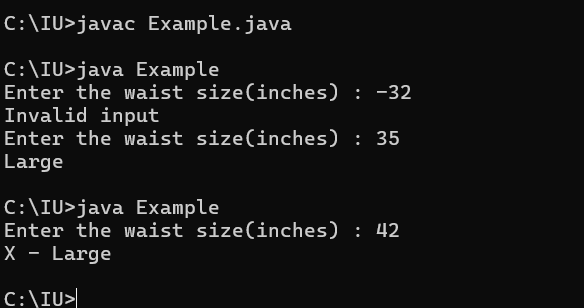 C:\IU>javac Example.java
C:\IU>java Example
Enter the waist size(inches) : -32
Invalid input
Enter the waist size(inches) : 35
Large
C:\IU>java Example
Enter the waist size(inches) : 42
X - Large
C:\IU>